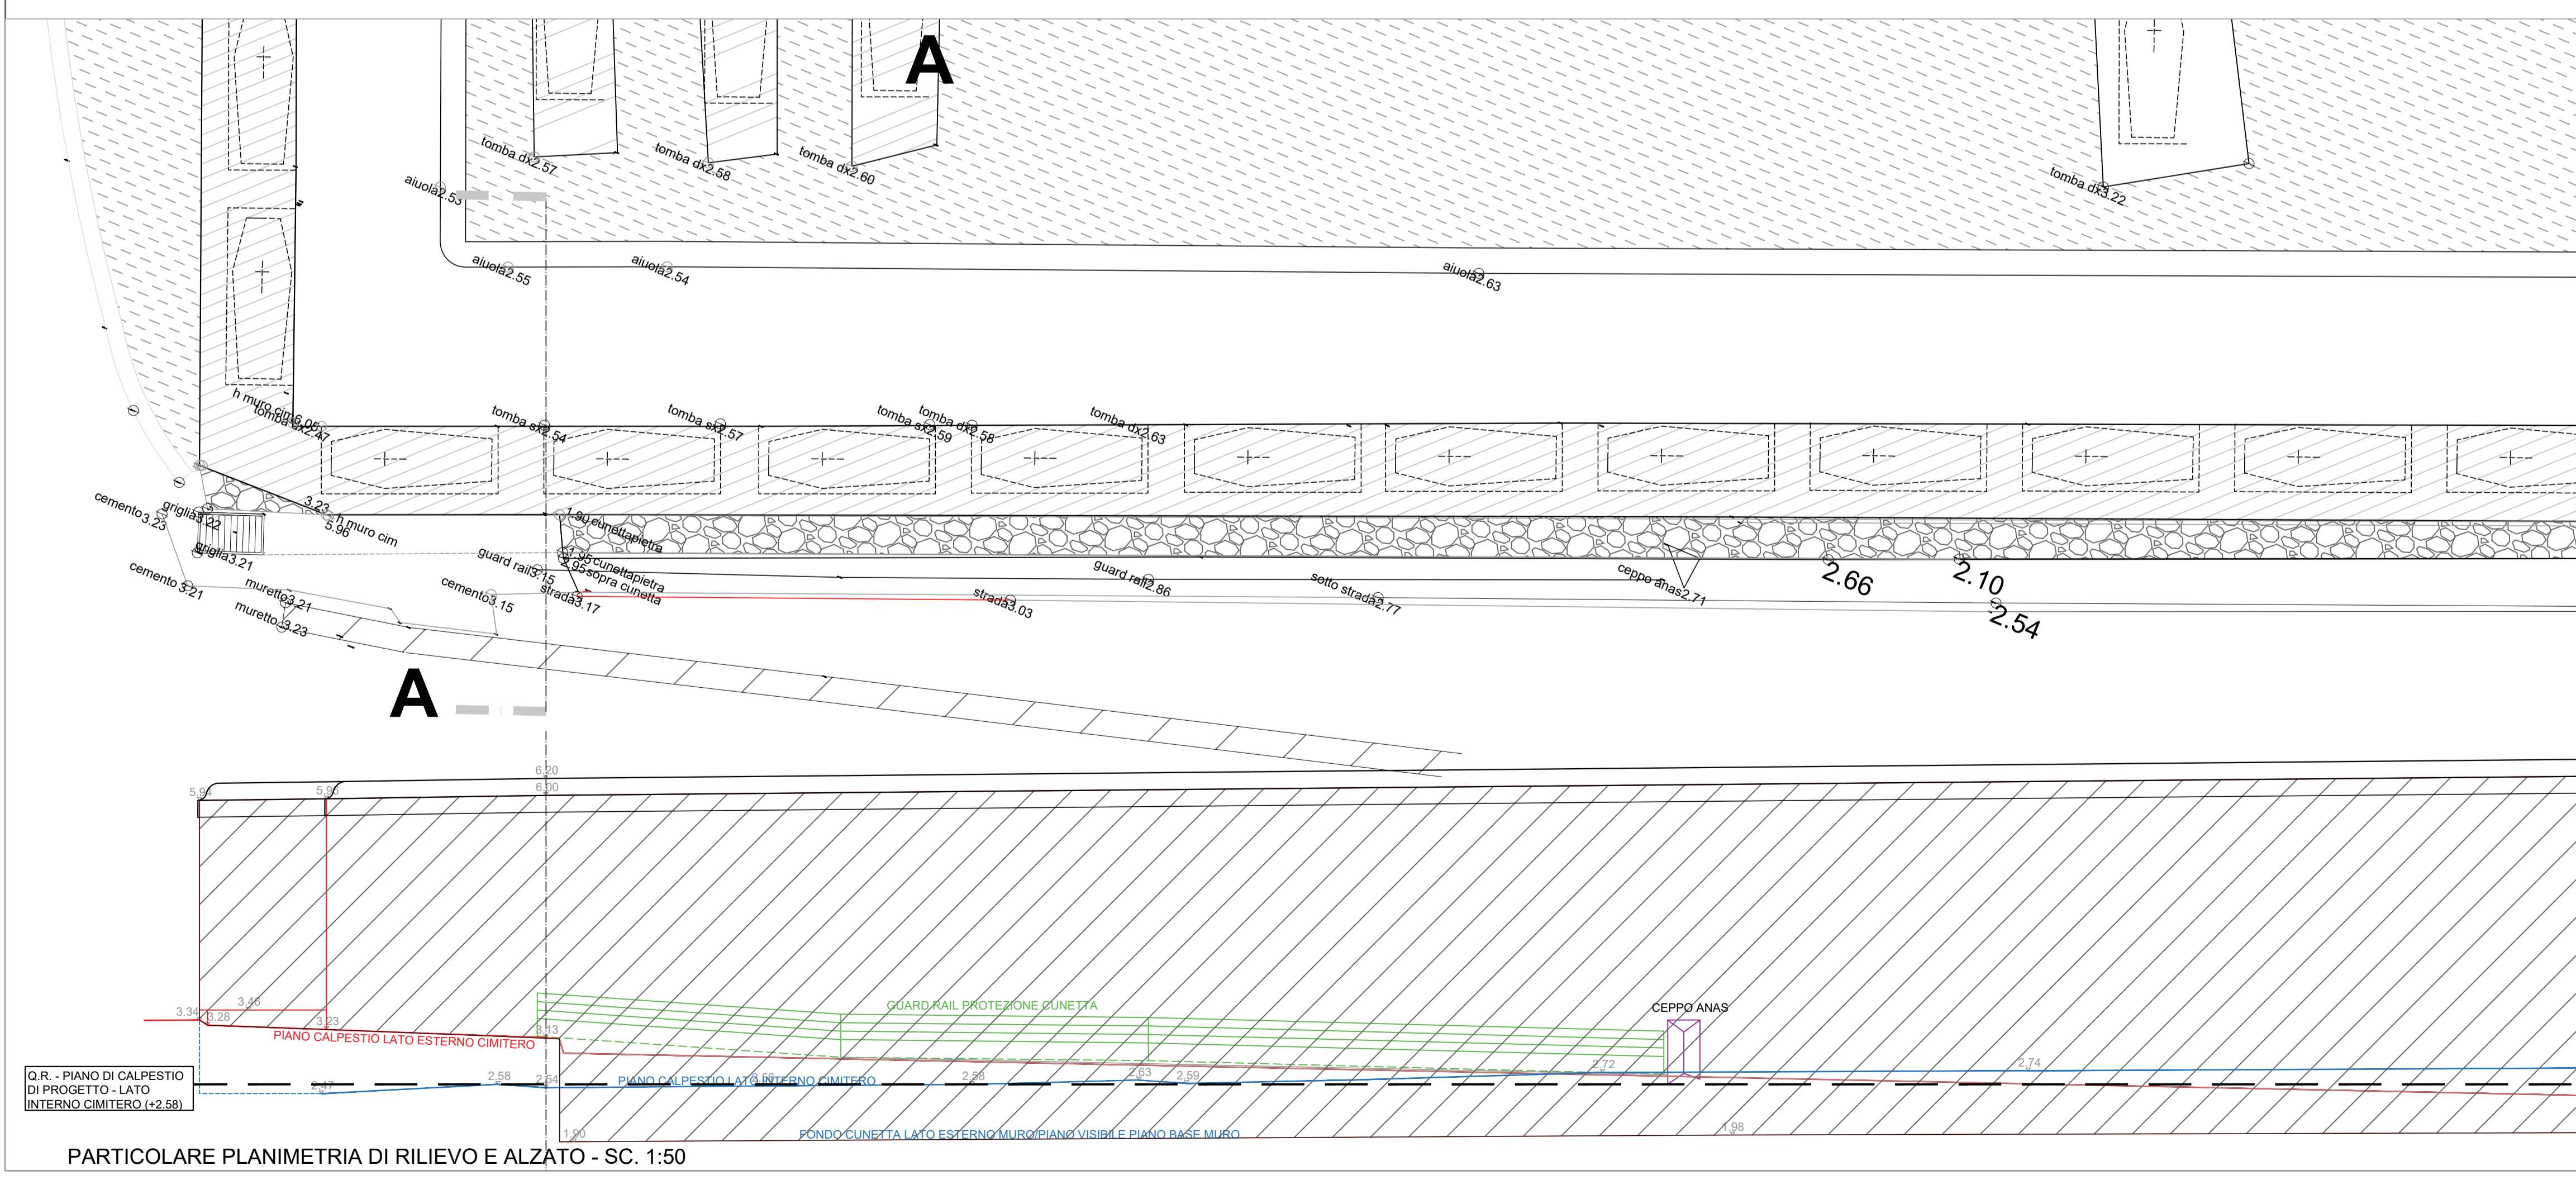 A
tomba dx2.57
tomba dx2.58
tomba dx2.60
tomba dx3.22
aiuola2.53
aiuola2.55
aiuola2.54
aiuola2.63
h muro cim6.05
tomba dx2.47
tomba sx2.54
tomba sx2.57
tomba sx2.59
tomba dx2.58
tomba dx2.63
cemento3.23
griglia3.22
3.23
h muro cim
5.96
1.90 cunettapietra
griglia3.21
guard rail3.15
1.95 cunettapietra
2.95 sopra cunetta
cemento 3.21
muretto3.21
cemento3.15
strada3.17
muretto 3.23
strada3.03
guard rail2.86
sotto strada2.77
ceppo anas2.71
2.66
2.10
2.54
A
6.20
6.00
5.94
5.96
GUARD RAIL PROTEZIONE CUNETTA
CEPPO ANAS
3.46
3.34
3.28
3.23
3.13
PIANO CALPESTIO LATO ESTERNO CIMITERO
2.72
2.74
Q.R. - PIANO DI CALPESTIO
DI PROGETTO - LATO
INTERNO CIMITERO (+2.58)
2.47
2.58
2.54
PIANO CALPESTIO LATO INTERNO CIMITERO
2.58
2.63
2.59
1.90
FONDO CUNETTA LATO ESTERNO MURO/PIANO VISIBILE PIANO BASE MURO
1.98
PARTICOLARE PLANIMETRIA DI RILIEVO E ALZATO - SC. 1:50